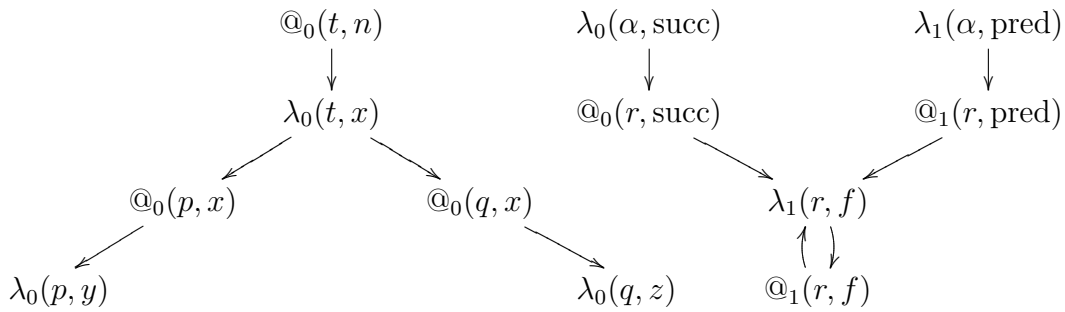 @₀(t, n) λ₀(α, succ) λ₁(α, pred)
λ₀(t, x) @₀(r, succ) @₁(r, pred)
@₀(p, x) @₀(q, x) λ₁(r, f)
λ₀(p, y) λ₀(q, z) @₁(r, f)